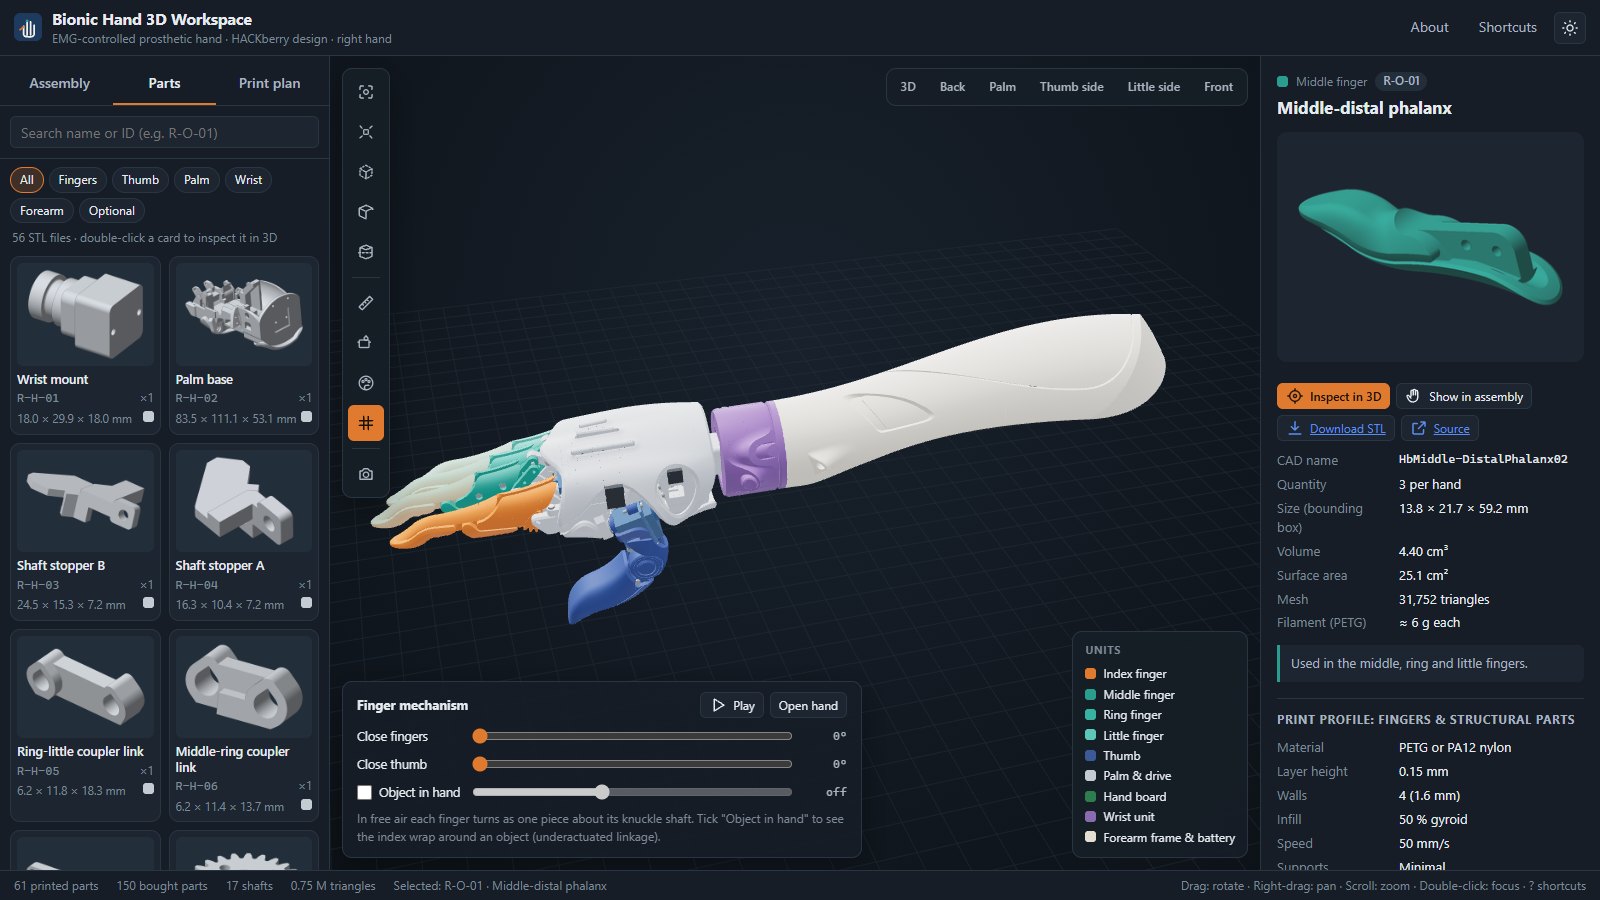 Bionic Hand 3D Workspace
EMG-controlled prosthetic hand · HACKberry design · right hand
About
Shortcuts
Assembly
Parts
Print plan
Search name or ID (e.g. R-O-01)
All
Fingers
Thumb
Palm
Wrist
Forearm
Optional
56 STL files · double-click a card to inspect it in 3D
Wrist mount
R-H-01 ×1
18.0 × 29.9 × 18.0 mm
Palm base
R-H-02 ×1
83.5 × 111.1 × 53.1 mm
Shaft stopper B
R-H-03 ×1
24.5 × 15.3 × 7.2 mm
Shaft stopper A
R-H-04 ×1
16.3 × 10.4 × 7.2 mm
Ring-little coupler link
R-H-05 ×1
6.2 × 11.8 × 18.3 mm
Middle-ring coupler
link
R-H-06 ×1
6.2 × 11.4 × 13.7 mm
3D
Back
Palm
Thumb side
Little side
Front
Finger mechanism
Play
Open hand
Close fingers 0°
Close thumb 0°
Object in hand off
In free air each finger turns as one piece about its knuckle shaft. Tick "Object in hand" to see
the index wrap around an object (underactuated linkage).
UNITS
Index finger
Middle finger
Ring finger
Little finger
Thumb
Palm & drive
Hand board
Wrist unit
Forearm frame & battery
Middle finger R-O-01
Middle-distal phalanx
Inspect in 3D
Show in assembly
Download STL
Source
CAD name HbMiddle-DistalPhalanx02
Quantity 3 per hand
Size (bounding 13.8 × 21.7 × 59.2 mm
box)
Volume 4.40 cm³
Surface area 25.1 cm²
Mesh 31,752 triangles
Filament (PETG) ≈ 6 g each
Used in the middle, ring and little fingers.
PRINT PROFILE: FINGERS & STRUCTURAL PARTS
Material PETG or PA12 nylon
Layer height 0.15 mm
Walls 4 (1.6 mm)
Infill 50 % gyroid
Speed 50 mm/s
Supports Minimal
61 printed parts
150 bought parts
17 shafts
0.75 M triangles
Selected: R-O-01 · Middle-distal phalanx
Drag: rotate · Right-drag: pan · Scroll: zoom · Double-click: focus · ? shortcuts